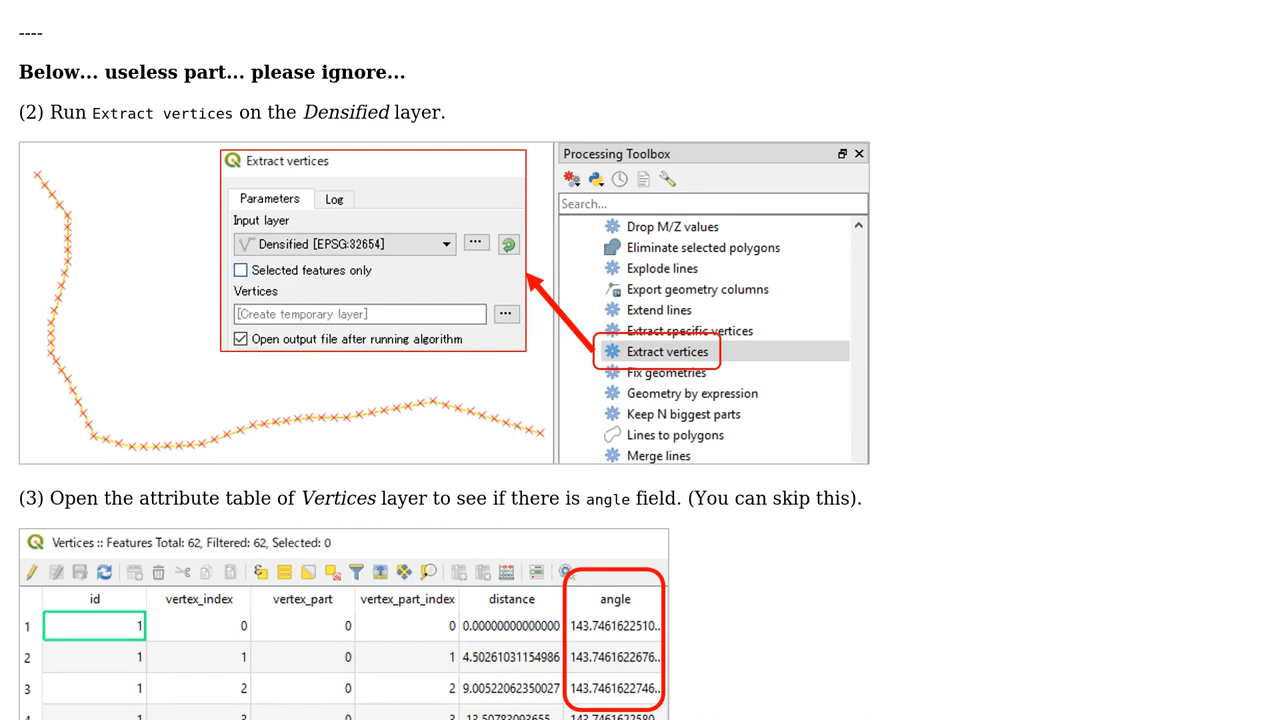 ----
Below... useless part... please ignore...
(2) Run Extract vertices on the Densified layer.
Extract vertices
Parameters
Log
Input layer
Densified [EPSG:32654]
...
Selected features only
Vertices
[Create temporary layer]
...
Open output file after running algorithm
Processing Toolbox
Search...
Drop M/Z values
Eliminate selected polygons
Explode lines
Export geometry columns
Extend lines
Extract specific vertices
Extract vertices
Fix geometries
Geometry by expression
Keep N biggest parts
Lines to polygons
Merge lines
(3) Open the attribute table of Vertices layer to see if there is angle field. (You can skip this).
Vertices :: Features Total: 62, Filtered: 62, Selected: 0
id vertex_index vertex_part vertex_part_index distance angle
1 1 0 0 0 0.00000000000000 143.7461622510...
2 1 1 0 1 4.50261031154986 143.7461622676...
3 1 2 0 2 9.00522062350027 143.7461622746...